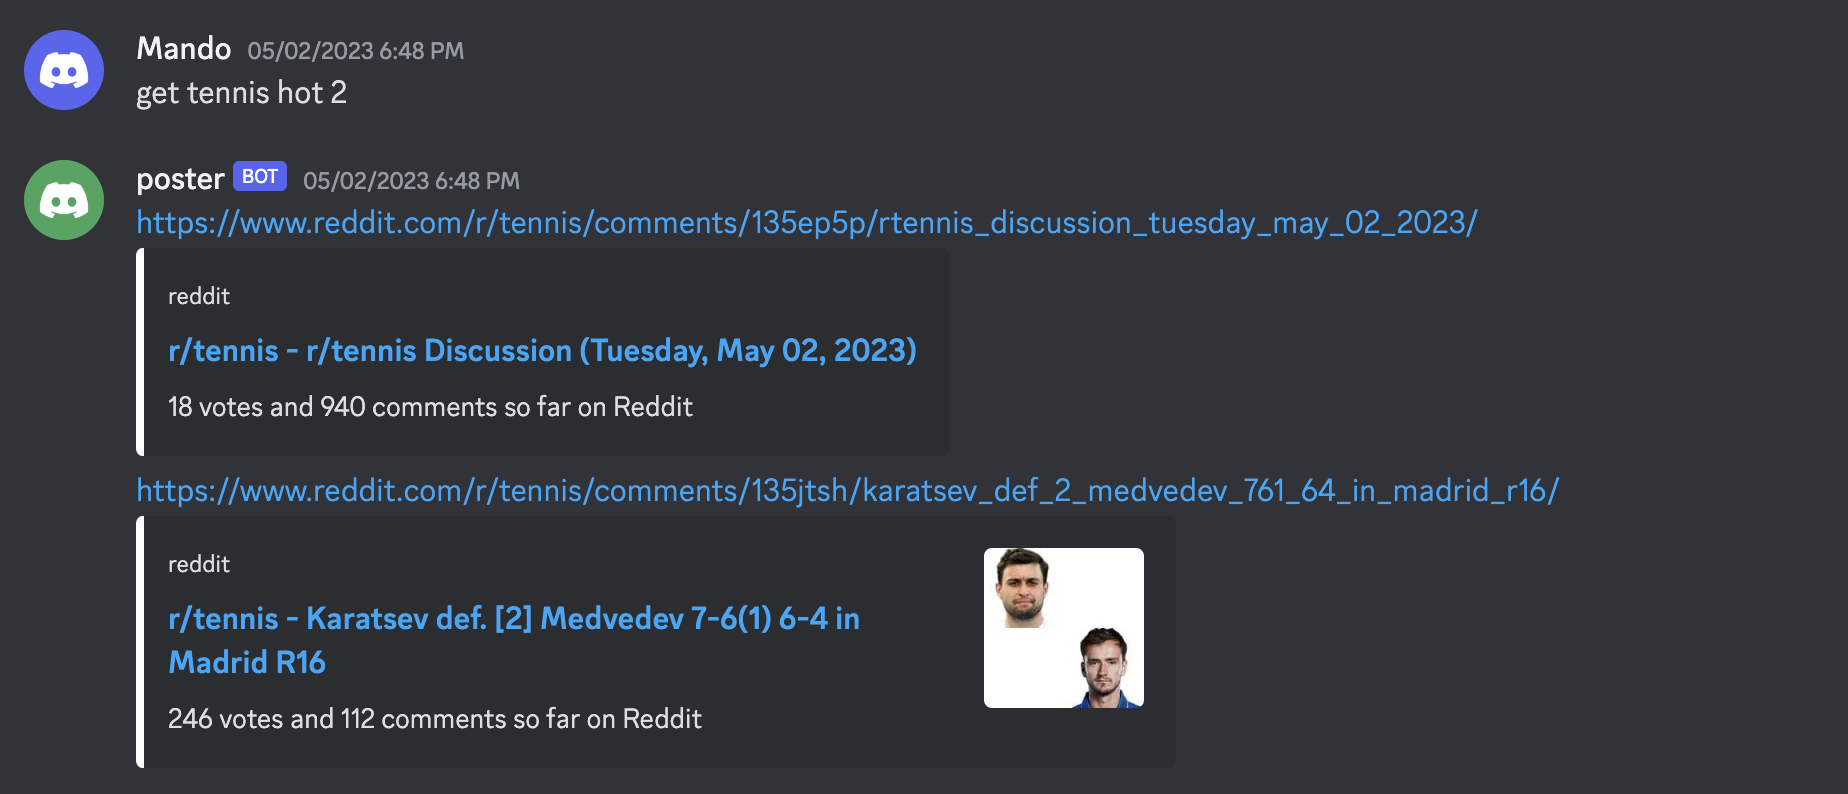 Mando 05/02/2023 6:48 PM
get tennis hot 2
poster BOT 05/02/2023 6:48 PM
https://www.reddit.com/r/tennis/comments/135ep5p/rtennis_discussion_tuesday_may_02_2023/
reddit
r/tennis - r/tennis Discussion (Tuesday, May 02, 2023)
18 votes and 940 comments so far on Reddit
https://www.reddit.com/r/tennis/comments/135jtsh/karatsev_def_2_medvedev_761_64_in_madrid_r16/
reddit
r/tennis - Karatsev def. [2] Medvedev 7-6(1) 6-4 in
Madrid R16
246 votes and 112 comments so far on Reddit